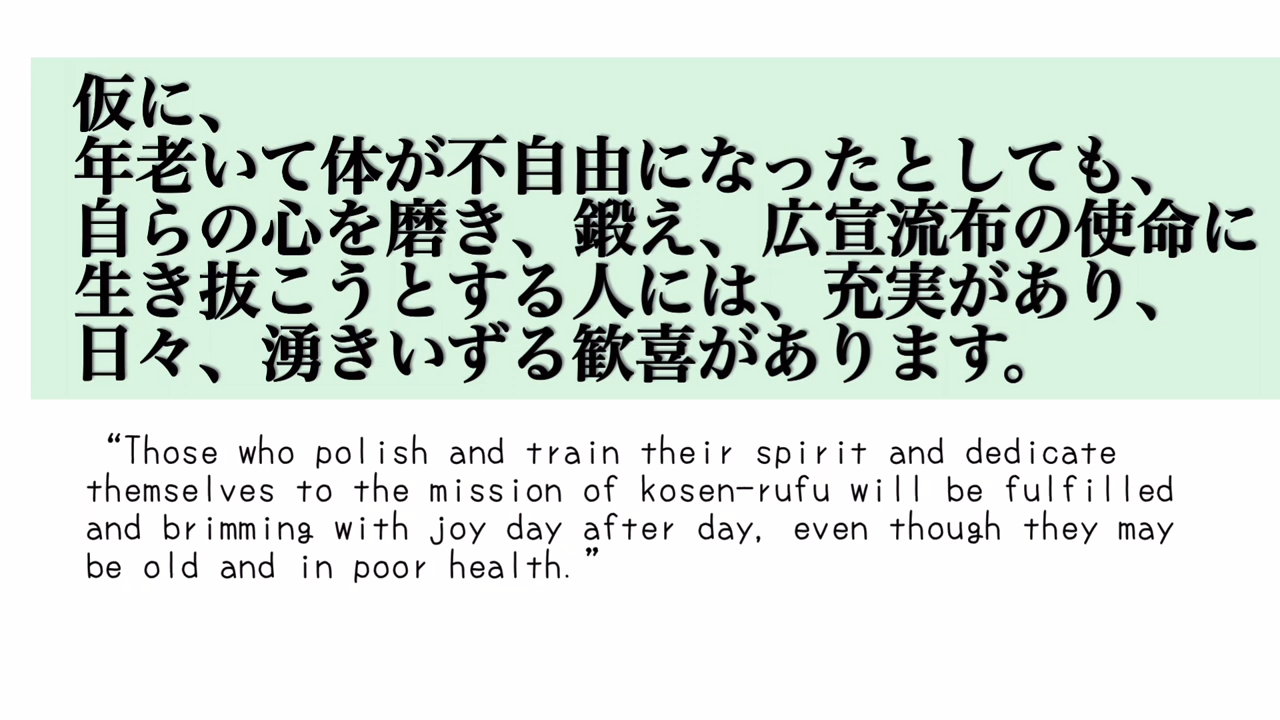 仮に、
年老いて体が不自由になったとしても、
自らの心を磨き、鍛え、広宣流布の使命に
生き抜こうとする人には、充実があり、
日々、湧きいずる歓喜があります。
“Those who polish and train their spirit and dedicate
themselves to the mission of kosen-rufu will be fulfilled
and brimming with joy day after day, even though they may
be old and in poor health.”